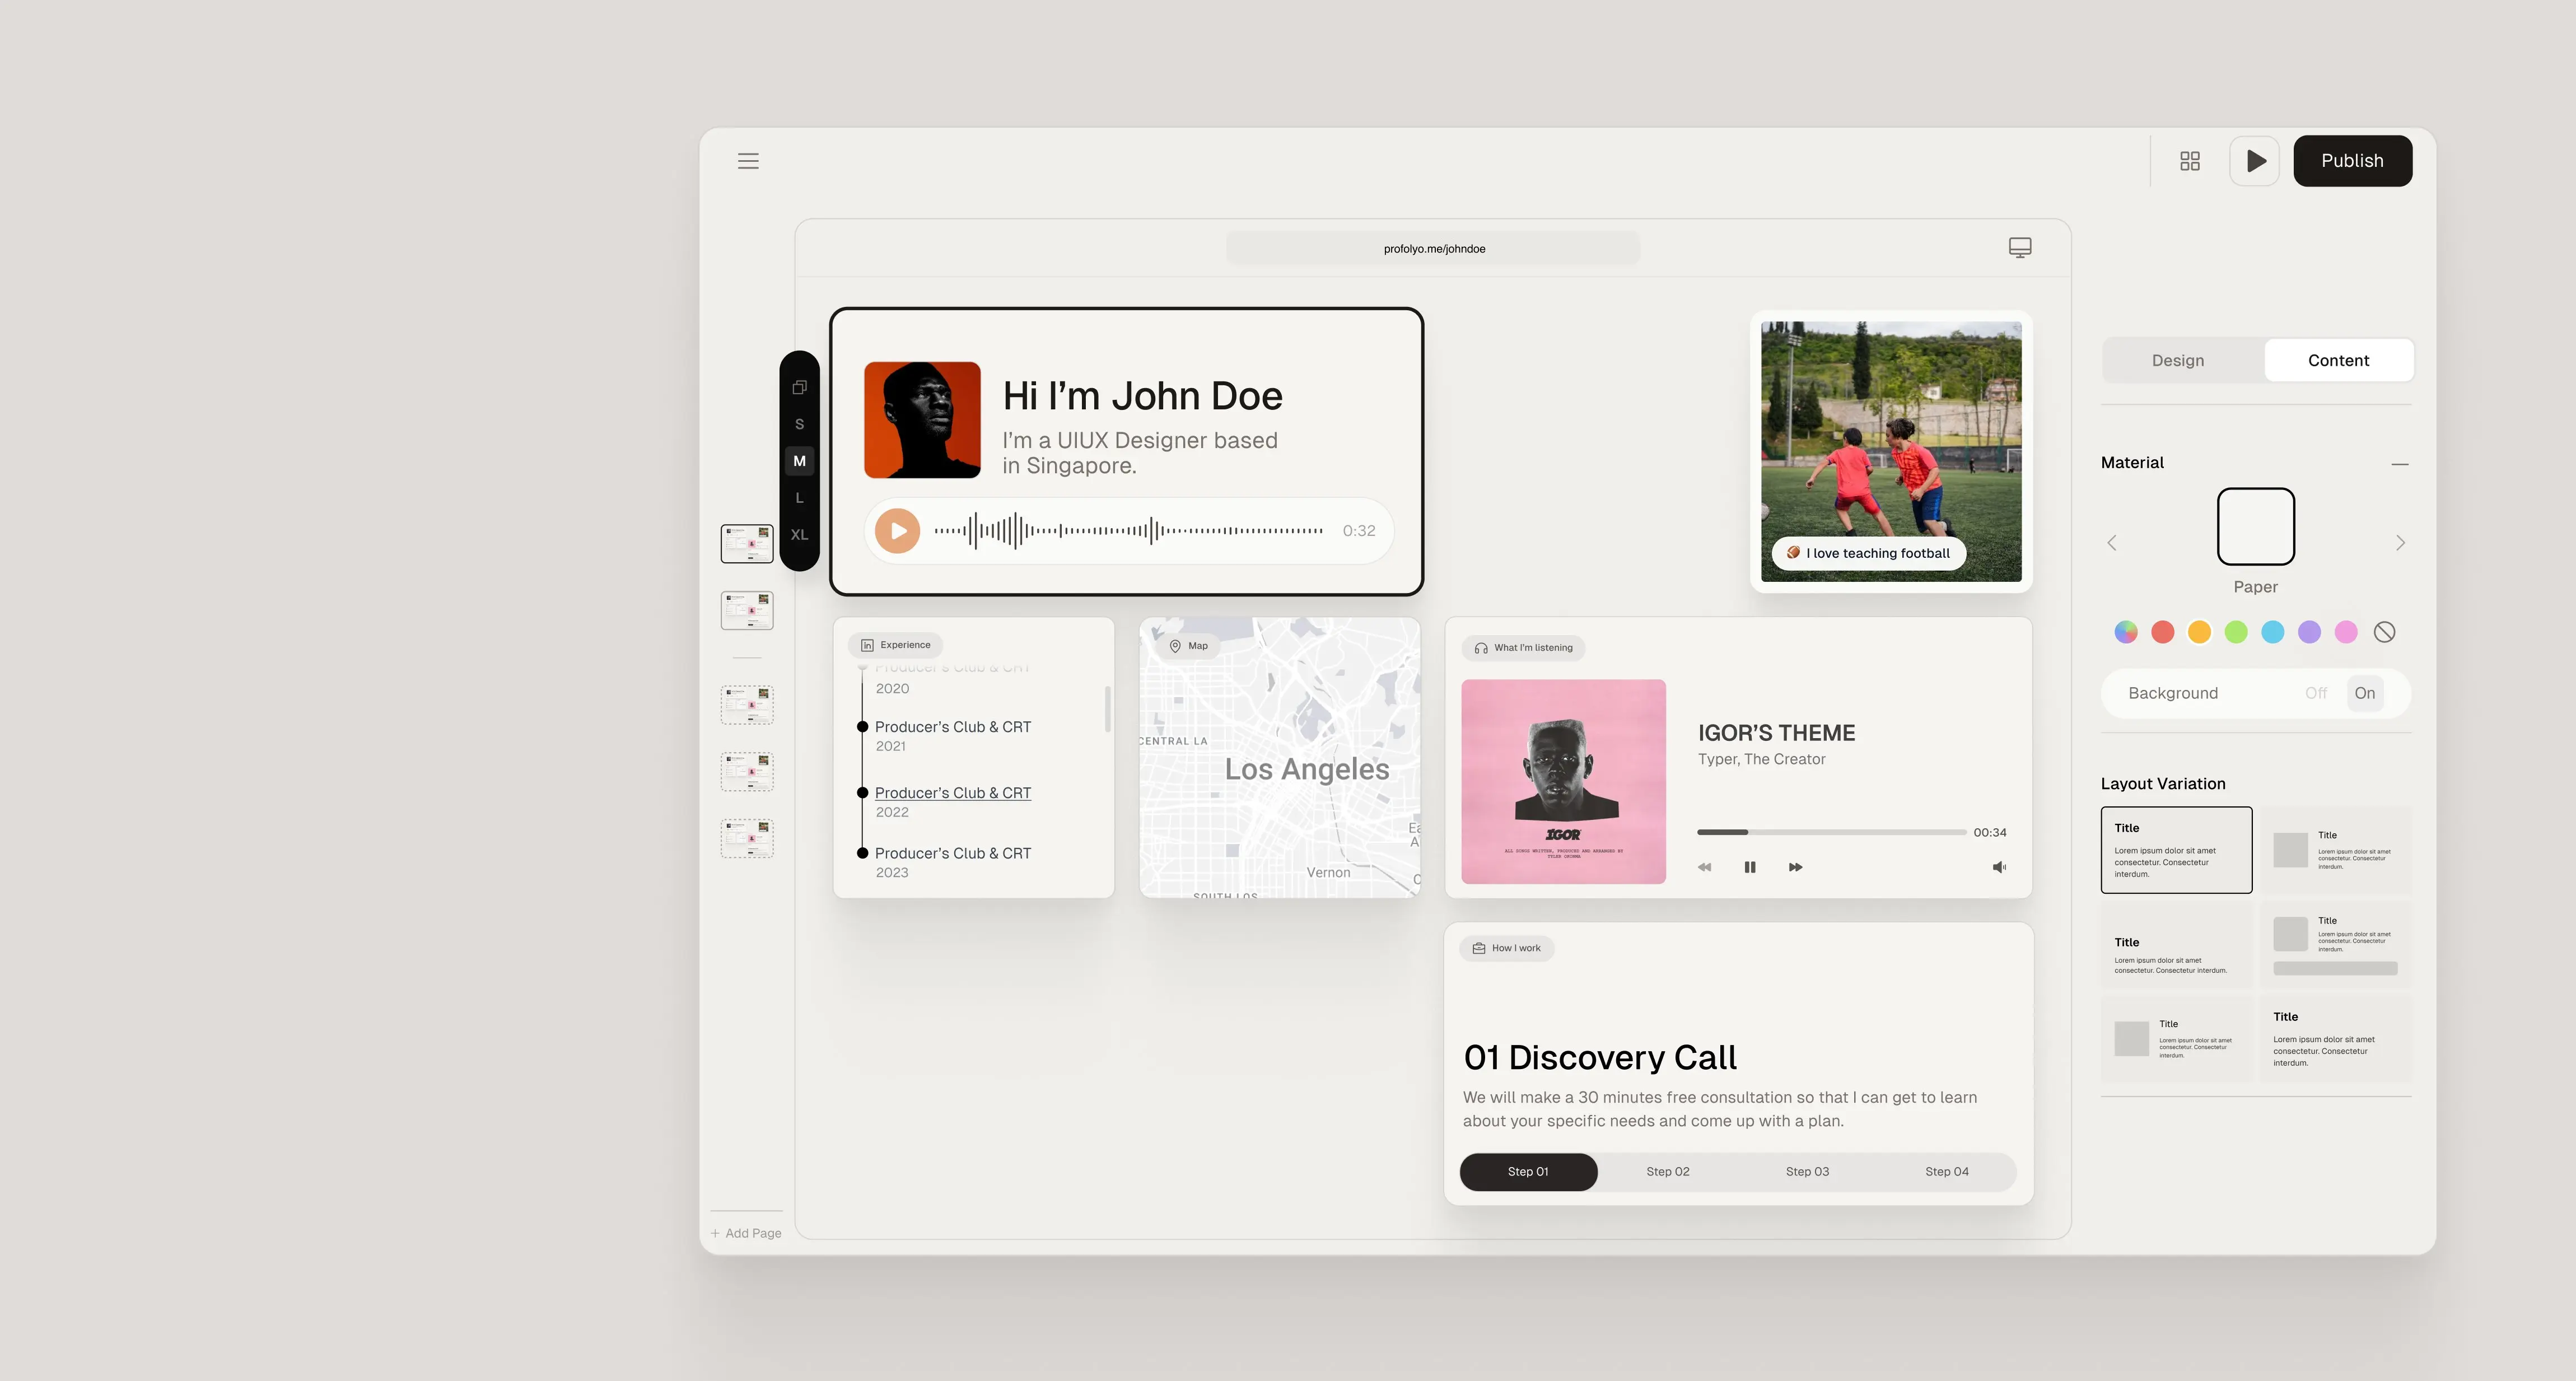 Publish
profolyo.me/johndoe
Design
Content
S
M
L
XL
Hi I’m John Doe
I’m a UIUX Designer based
in Singapore.
0:32
🏈 I love teaching football
Material
Paper
Background
Off
On
Experience
Producer’s Club & CRT
2020
Producer’s Club & CRT
2021
Producer’s Club & CRT
2022
Producer’s Club & CRT
2023
Map
CENTRAL LA
Los Angeles
Vernon
SOUTH LOS
What I’m listening
IGOR’S THEME
Typer, The Creator
00:34
IGOR
ALL SONGS WRITTEN, PRODUCED AND ARRANGED BY
Layout Variation
Title
Lorem ipsum dolor sit amet
consectetur. Consectetur
interdum.
Title
Lorem ipsum dolor sit amet
consectetur. Consectetur
interdum.
Title
Lorem ipsum dolor sit amet
consectetur. Consectetur interdum.
Title
Lorem ipsum dolor sit amet
consectetur. Consectetur
interdum.
Title
Lorem ipsum dolor sit amet
consectetur. Consectetur
interdum.
Title
Lorem ipsum dolor sit amet
consectetur. Consectetur
interdum.
How I work
01 Discovery Call
We will make a 30 minutes free consultation so that I can get to learn
about your specific needs and come up with a plan.
Step 01
Step 02
Step 03
Step 04
+ Add Page